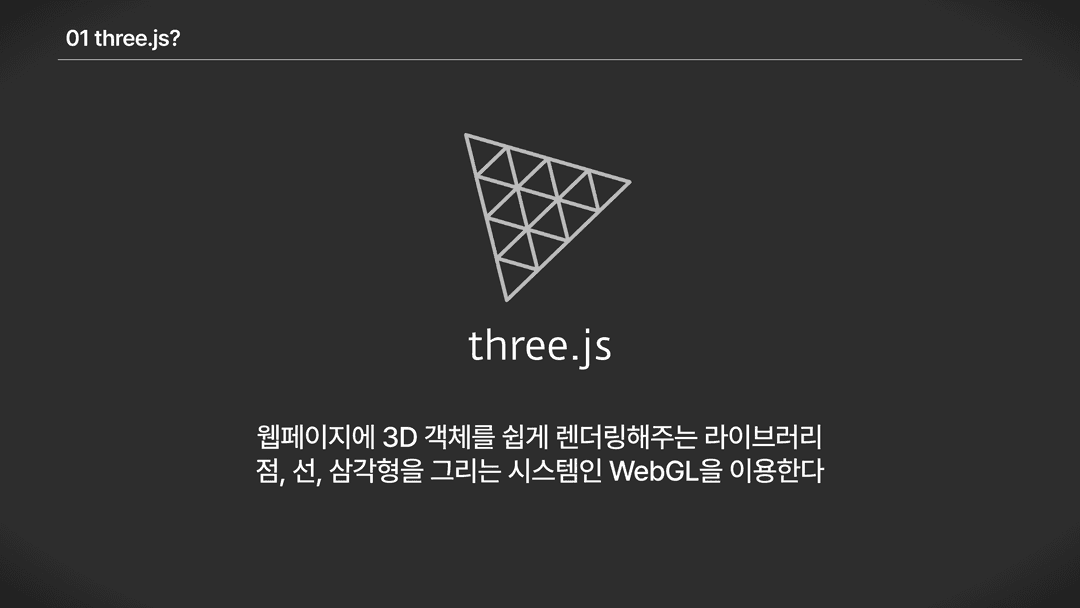 01 three.js?
three.js
웹페이지에 3D 객체를 쉽게 렌더링해주는 라이브러리
점, 선, 삼각형을 그리는 시스템인 WebGL을 이용한다